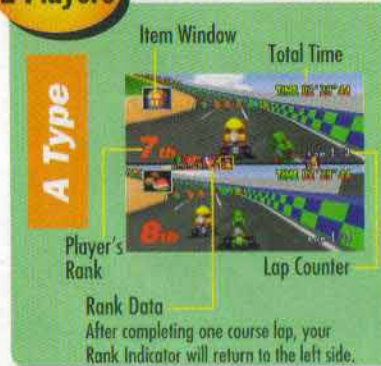 2 Players
Item Window
Total Time
A Type
7th
8th
Player's
Rank
Lap Counter
Rank Data
After completing one course lap, your
Rank Indicator will return to the left side.